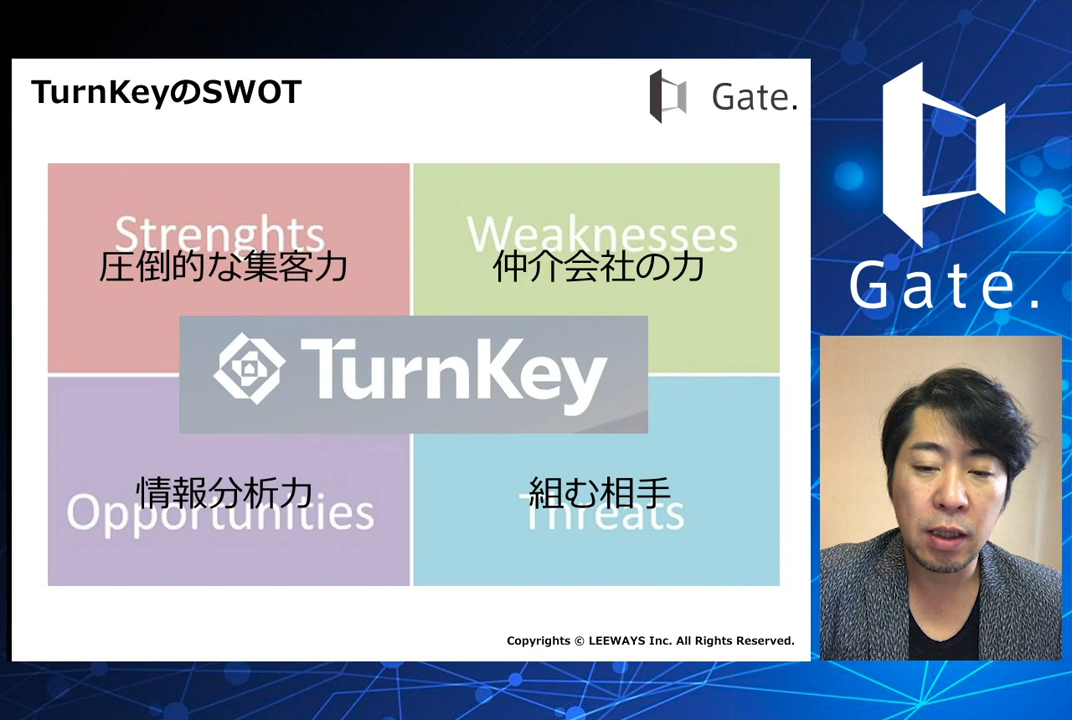 TurnKeyのSWOT
Gate.
Strenghts
圧倒的な集客力
Weaknesses
仲介会社の力
TurnKey
情報分析力
Opportunities
組む相手
Threats
Copyrights © LEEWAYS Inc. All Rights Reserved.
Gate.